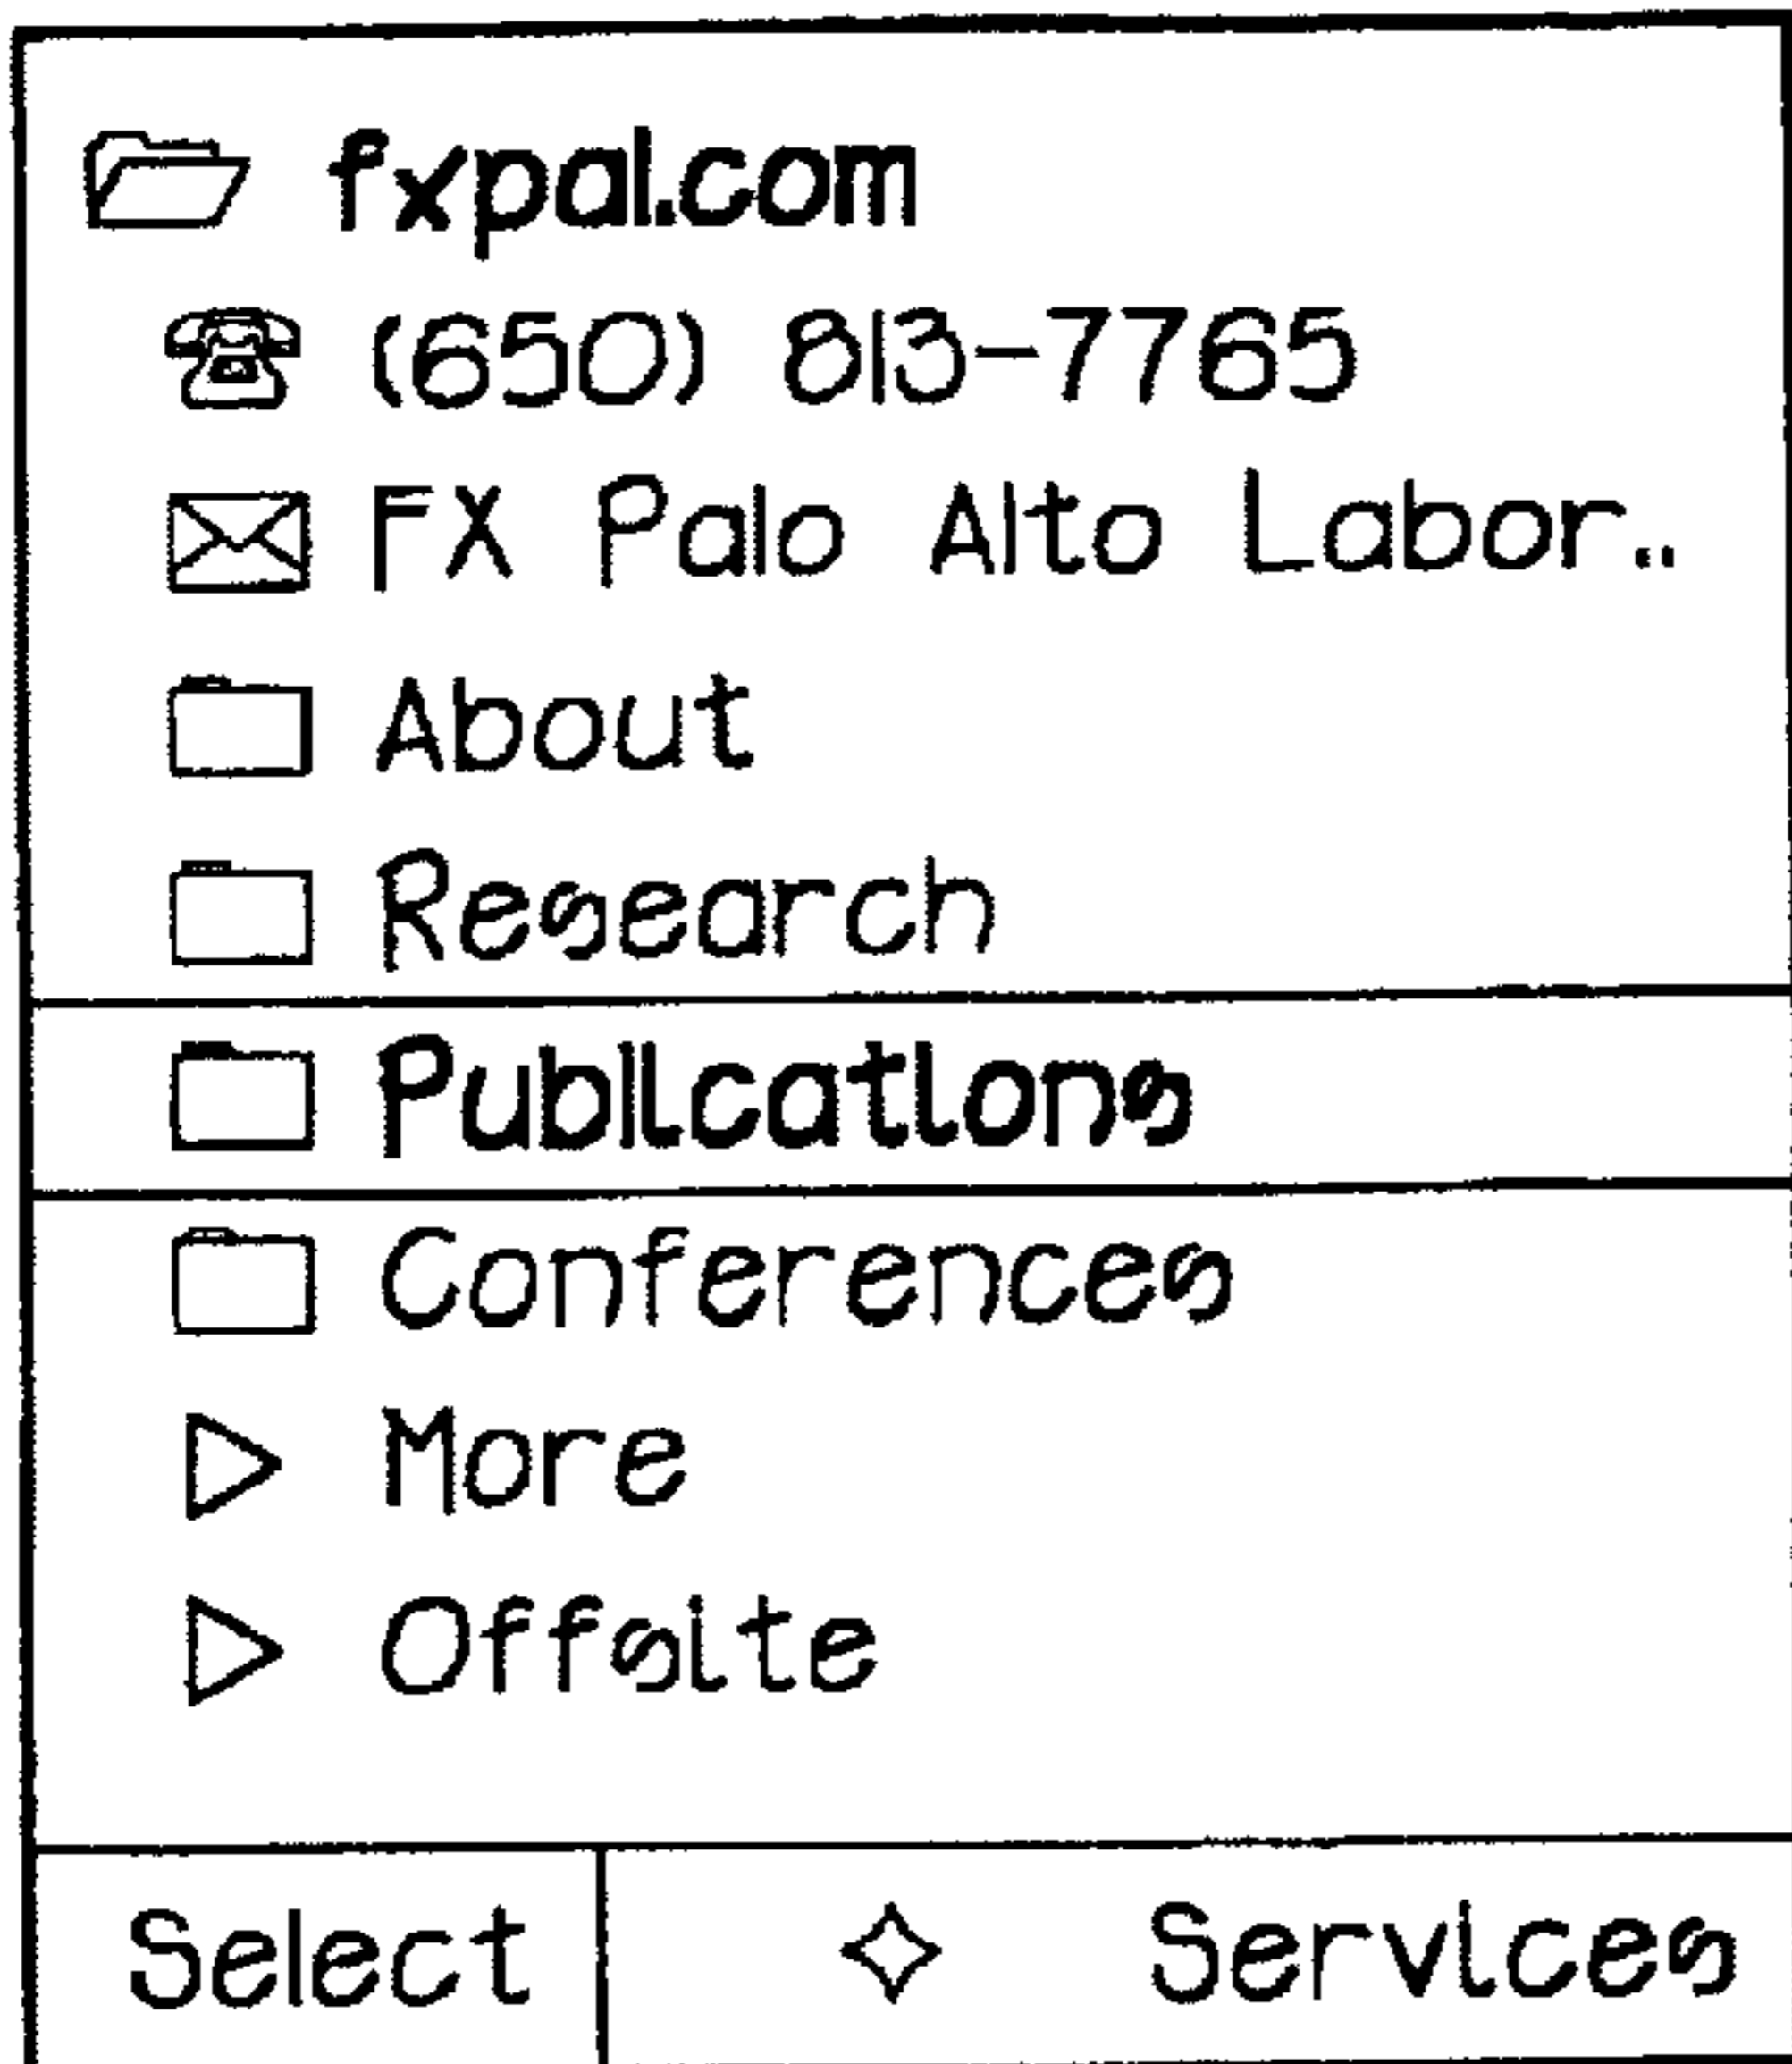 fxpal.com
(650) 813-7765
FX Palo Alto Labor..
About
Research
Publications
Conferences
More
Offsite
Select Services